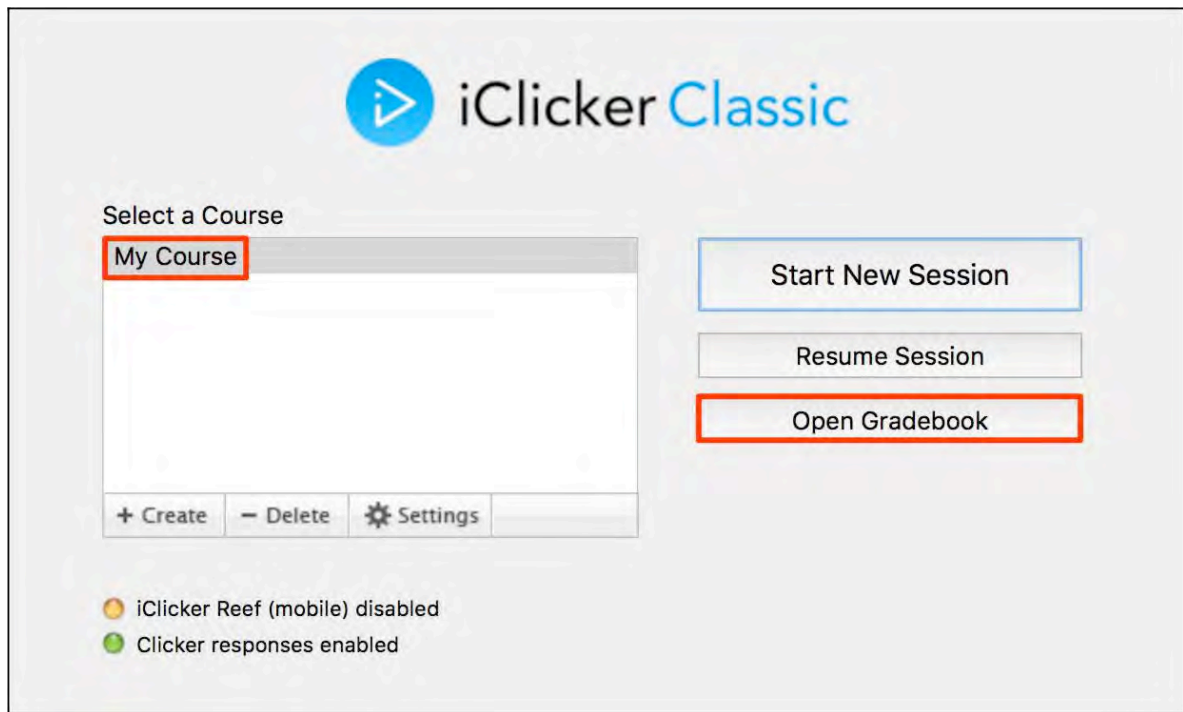 iClicker Classic
Select a Course
My Course
Start New Session
Resume Session
Open Gradebook
+ Create
− Delete
Settings
iClicker Reef (mobile) disabled
Clicker responses enabled